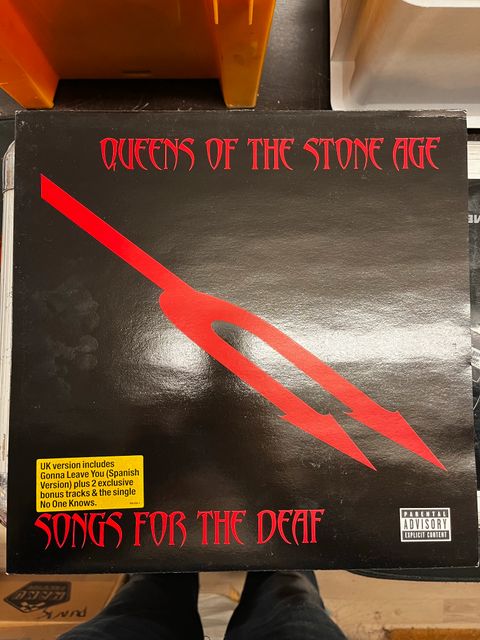 QUEENS OF THE STONE AGE
UK version includes
Gonna Leave You (Spanish
Version) plus 2 exclusive
bonus tracks & the single
No One Knows.
SONGS FOR THE DEAF
PARENTAL
ADVISORY
EXPLICIT CONTENT
PUNK